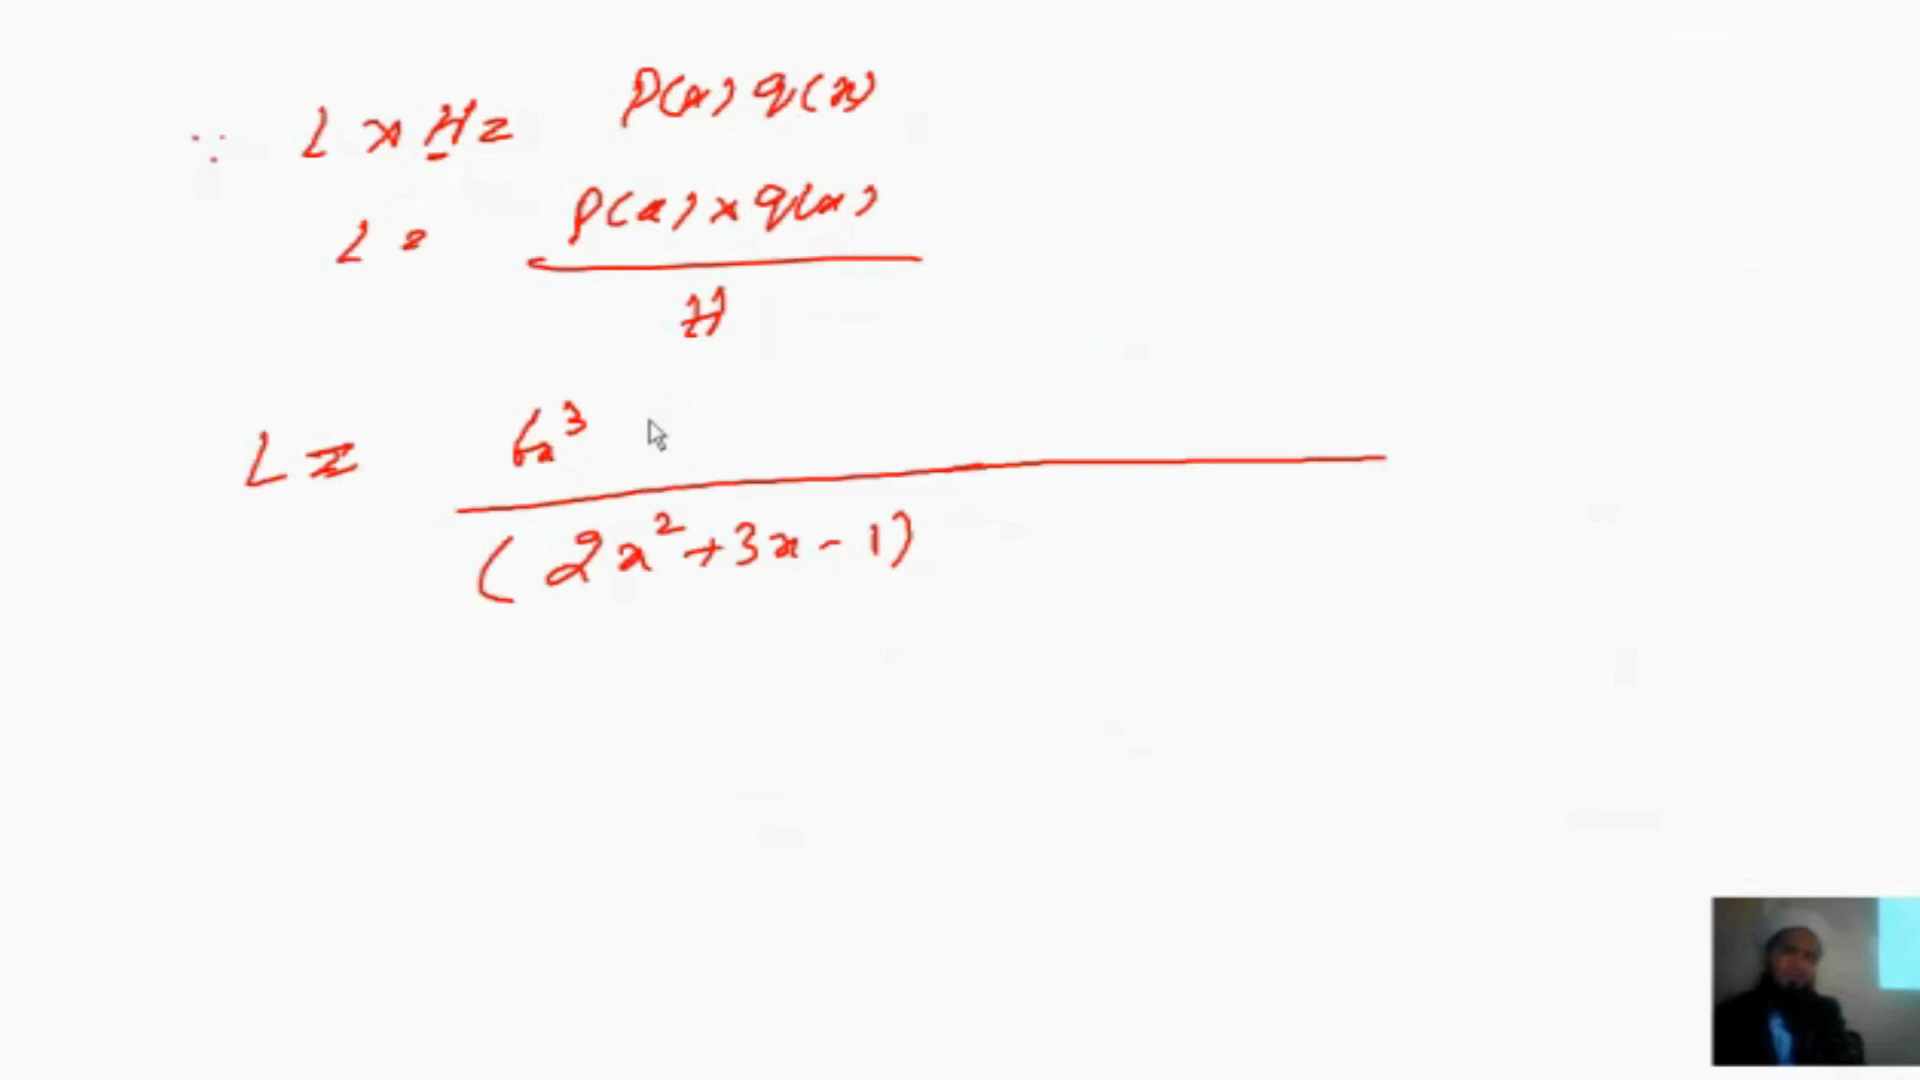 ∵ L × H = P(x) q(x)
L = P(x) × q(x)
H
L = 6x³
(2x² + 3x - 1)